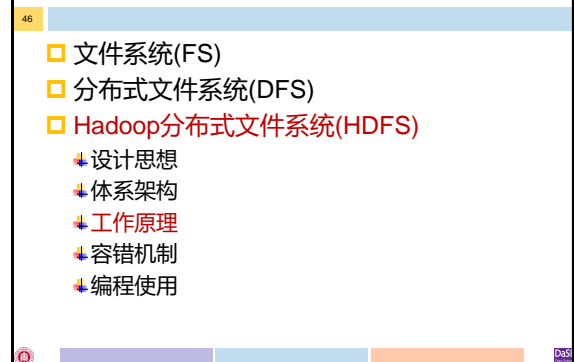 46
文件系统(FS)
分布式文件系统(DFS)
Hadoop分布式文件系统(HDFS)
设计思想
体系架构
工作原理
容错机制
编程使用
DaSE